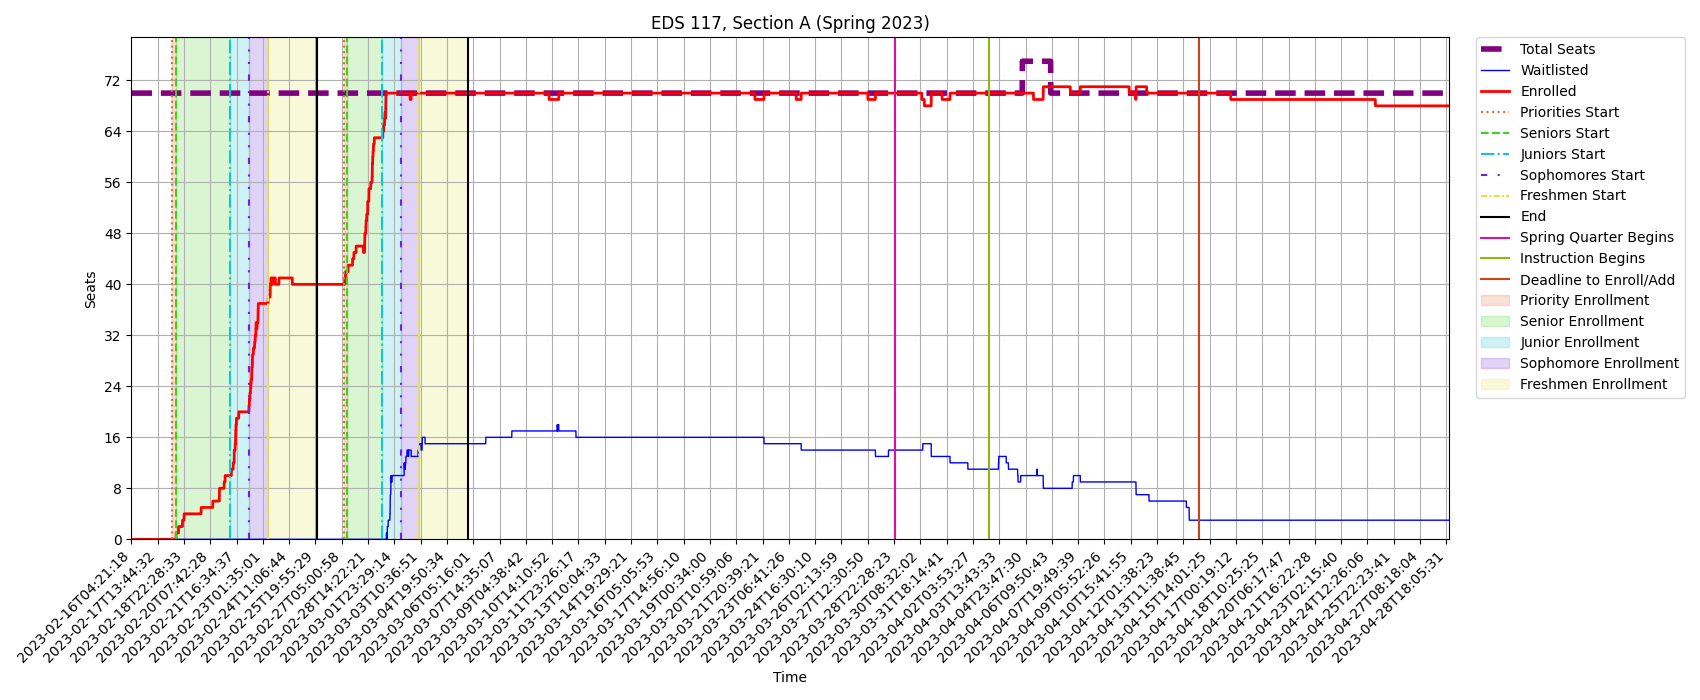 EDS 117, Section A (Spring 2023)
Seats
72
64
56
48
40
32
24
16
8
0
2023-02-16T04:21:18
2023-02-17T13:44:32
2023-02-18T22:28:33
2023-02-20T07:42:28
2023-02-21T16:34:37
2023-02-23T01:35:01
2023-02-24T11:06:44
2023-02-25T19:55:29
2023-02-27T05:00:58
2023-02-28T14:22:21
2023-03-01T23:29:14
2023-03-03T10:36:51
2023-03-04T19:50:34
2023-03-06T05:16:01
2023-03-07T14:35:07
2023-03-09T04:38:42
2023-03-10T14:10:52
2023-03-11T23:26:17
2023-03-13T10:04:33
2023-03-14T19:29:21
2023-03-16T05:05:53
2023-03-17T14:56:10
2023-03-19T00:34:00
2023-03-20T10:59:06
2023-03-21T20:39:21
2023-03-23T06:41:26
2023-03-24T16:30:10
2023-03-26T02:13:59
2023-03-27T12:30:50
2023-03-28T22:28:23
2023-03-30T08:32:02
2023-03-31T18:14:41
2023-04-02T03:53:27
2023-04-03T13:43:33
2023-04-04T23:47:30
2023-04-06T09:50:43
2023-04-07T19:49:39
2023-04-09T05:52:26
2023-04-10T15:41:55
2023-04-12T01:38:23
2023-04-13T11:38:45
2023-04-15T14:01:25
2023-04-17T00:19:12
2023-04-18T10:25:25
2023-04-20T06:17:47
2023-04-21T16:22:28
2023-04-23T02:15:40
2023-04-24T12:26:06
2023-04-25T22:23:41
2023-04-27T08:18:04
2023-04-28T18:05:31
Time
Total Seats
Waitlisted
Enrolled
Priorities Start
Seniors Start
Juniors Start
Sophomores Start
Freshmen Start
End
Spring Quarter Begins
Instruction Begins
Deadline to Enroll/Add
Priority Enrollment
Senior Enrollment
Junior Enrollment
Sophomore Enrollment
Freshmen Enrollment